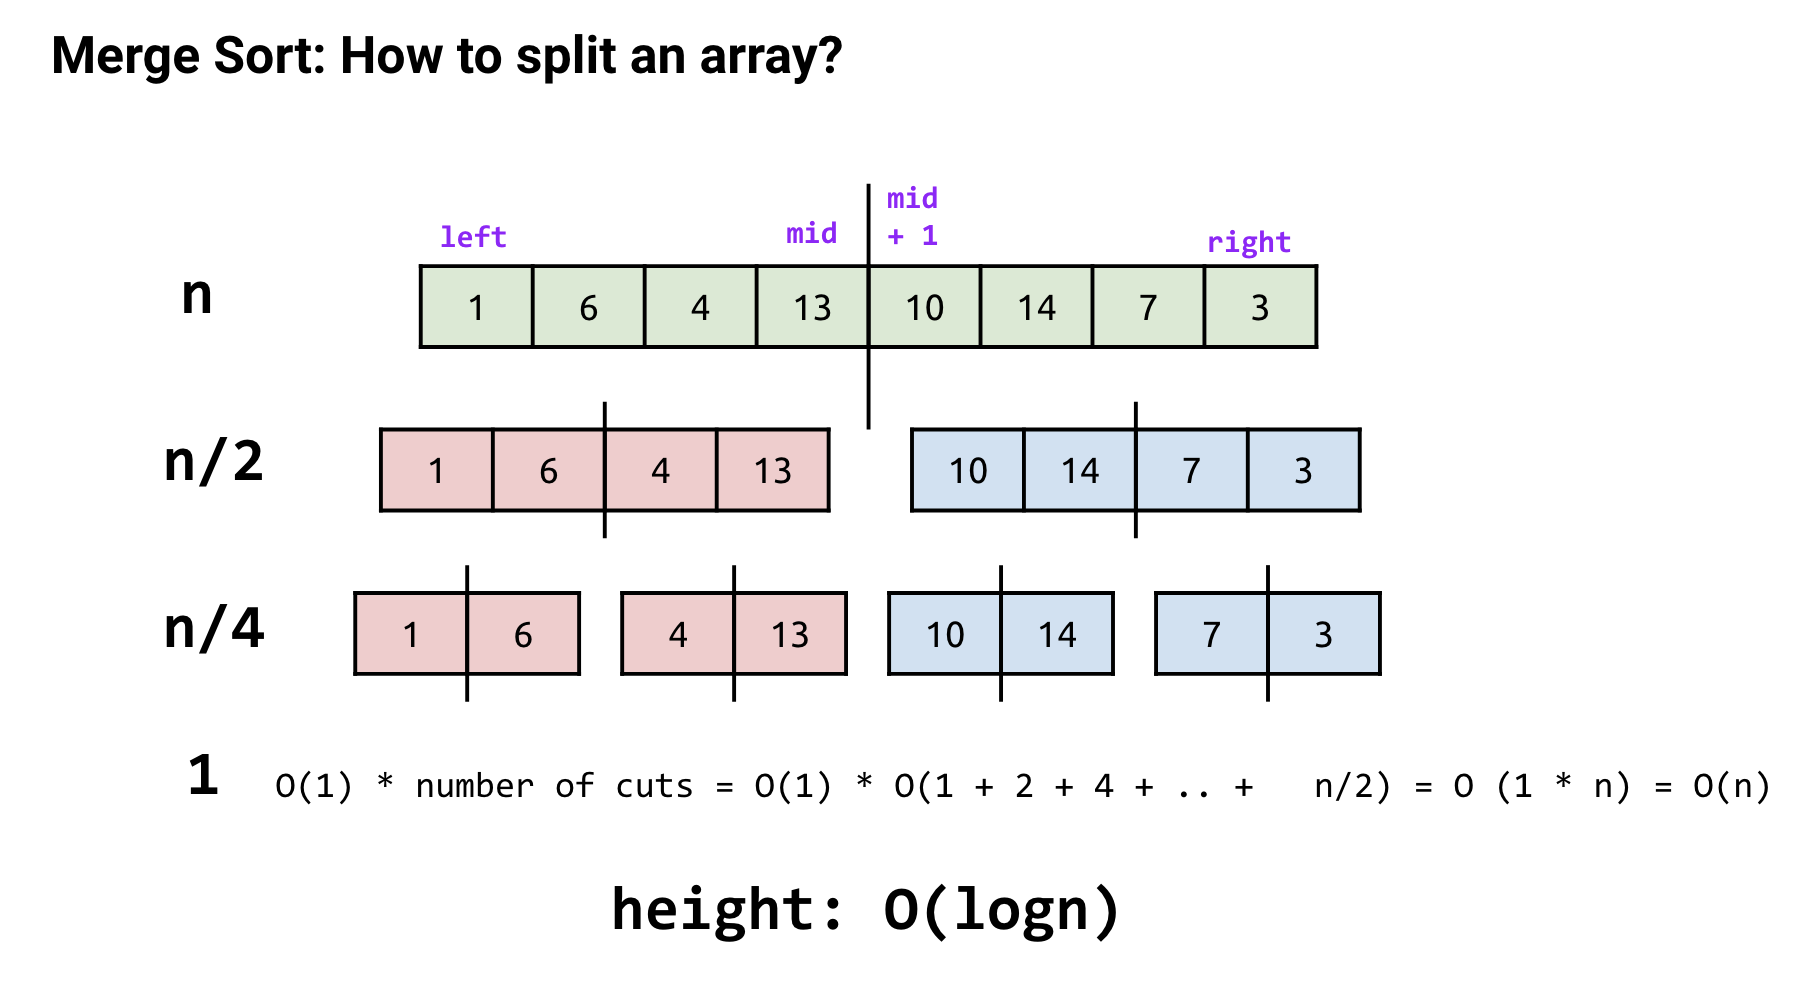 Merge Sort: How to split an array?
mid
left mid + 1 right
n 1 6 4 13 10 14 7 3
n/2 1 6 4 13 10 14 7 3
n/4 1 6 4 13 10 14 7 3
1 O(1) * number of cuts = O(1) * O(1 + 2 + 4 + .. + n/2) = O (1 * n) = O(n)
height: O(logn)